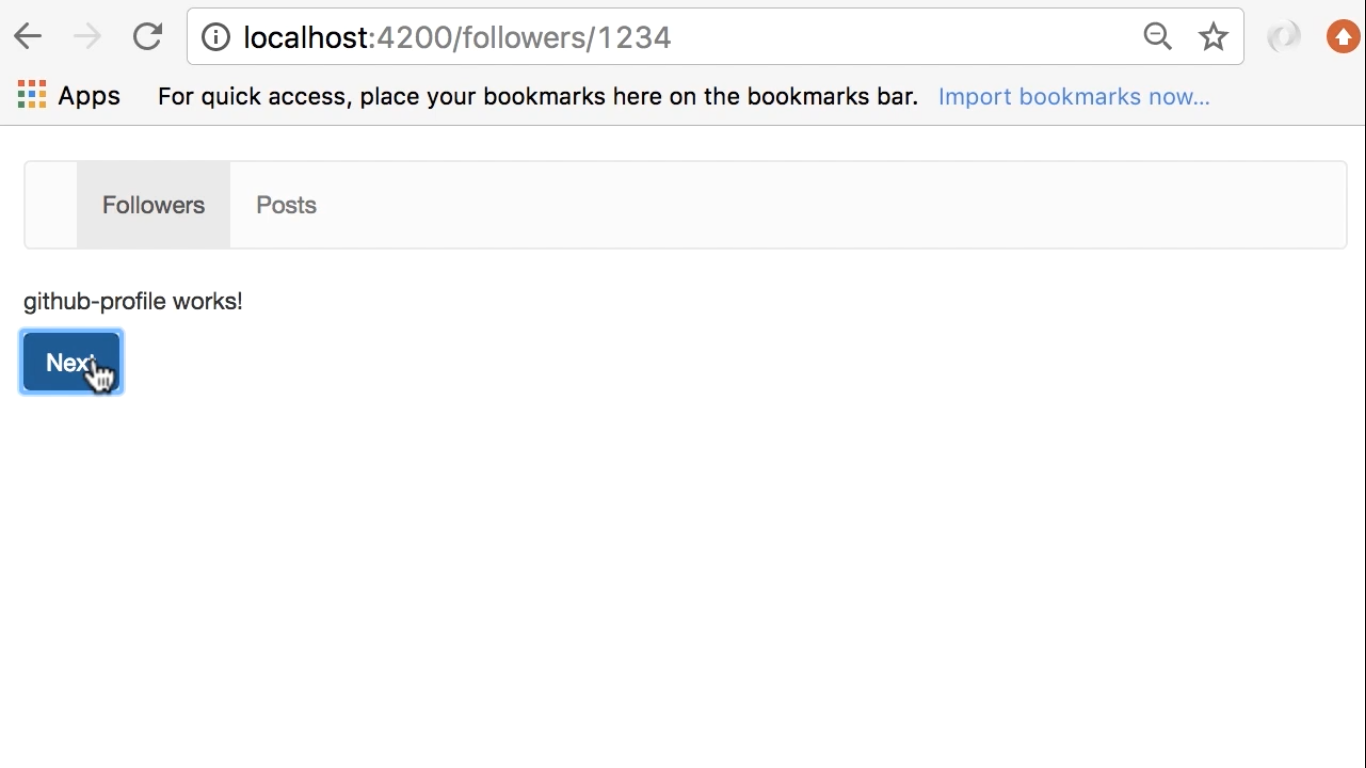 localhost:4200/followers/1234
Apps For quick access, place your bookmarks here on the bookmarks bar. Import bookmarks now...
Followers Posts
github-profile works!
Next